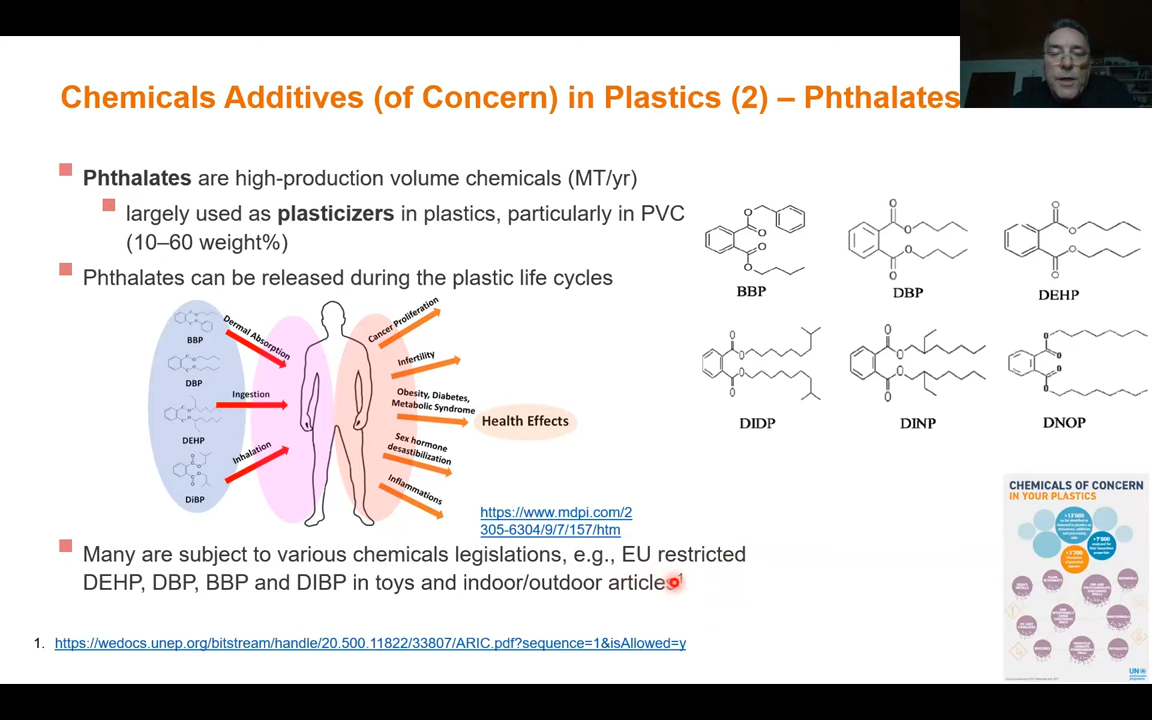 Chemicals Additives (of Concern) in Plastics (2) – Phthalates
Phthalates are high-production volume chemicals (MT/yr)
largely used as plasticizers in plastics, particularly in PVC
(10–60 weight%)
Phthalates can be released during the plastic life cycles
BBP
DBP
DEHP
DiBP
Dermal Absorption
Ingestion
Inhalation
Cancer Proliferation
Infertility
Obesity, Diabetes,
Metabolic Syndrome
Sex hormone
desastibilization
Inflammations
Health Effects
https://www.mdpi.com/2
305-6304/9/7/157/htm
BBP
DBP
DEHP
DIDP
DINP
DNOP
Many are subject to various chemicals legislations, e.g., EU restricted
DEHP, DBP, BBP and DIBP in toys and indoor/outdoor articles1
1. https://wedocs.unep.org/bitstream/handle/20.500.11822/33807/ARIC.pdf?sequence=1&isAllowed=y
CHEMICALS OF CONCERN
IN YOUR PLASTICS
UN